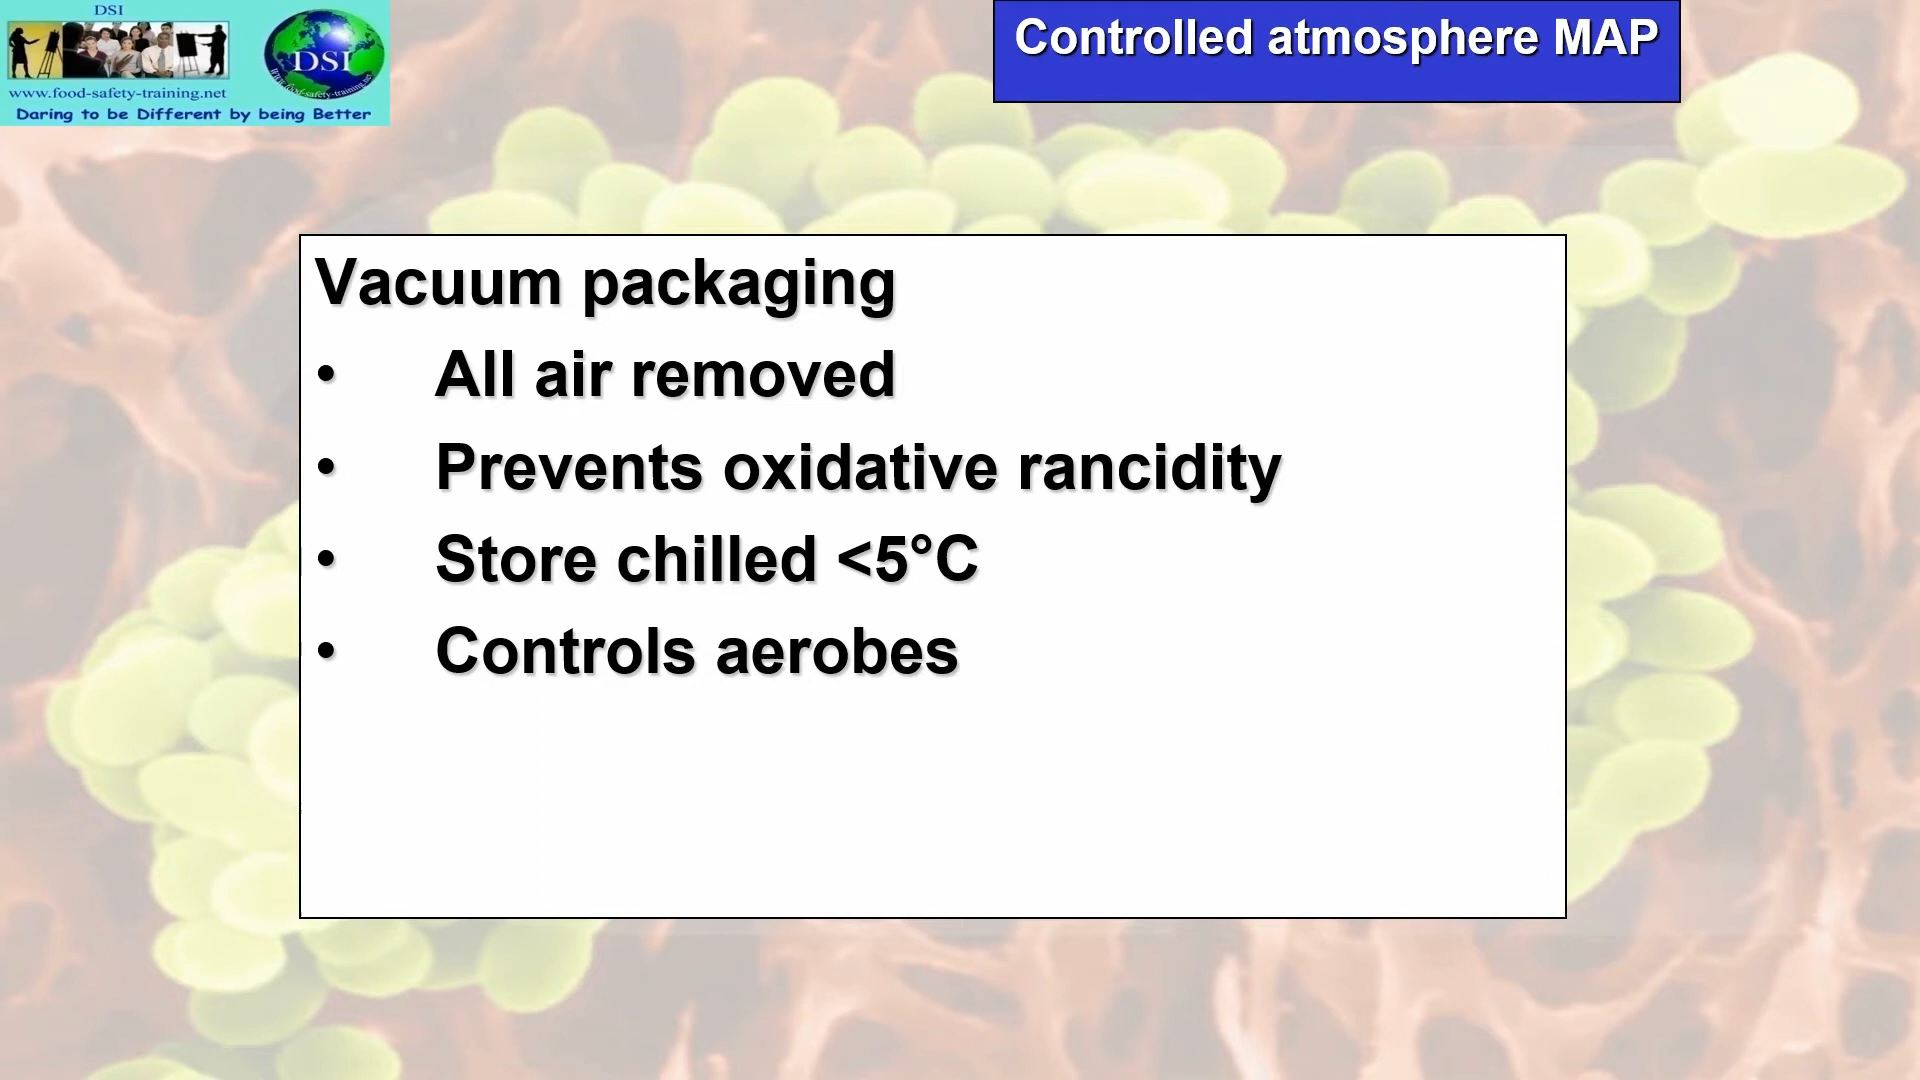 DSI
DSI
www.food-safety-training.net
Daring to be Different by being Better
Controlled atmosphere MAP
Vacuum packaging
• All air removed
• Prevents oxidative rancidity
• Store chilled <5°C
• Controls aerobes